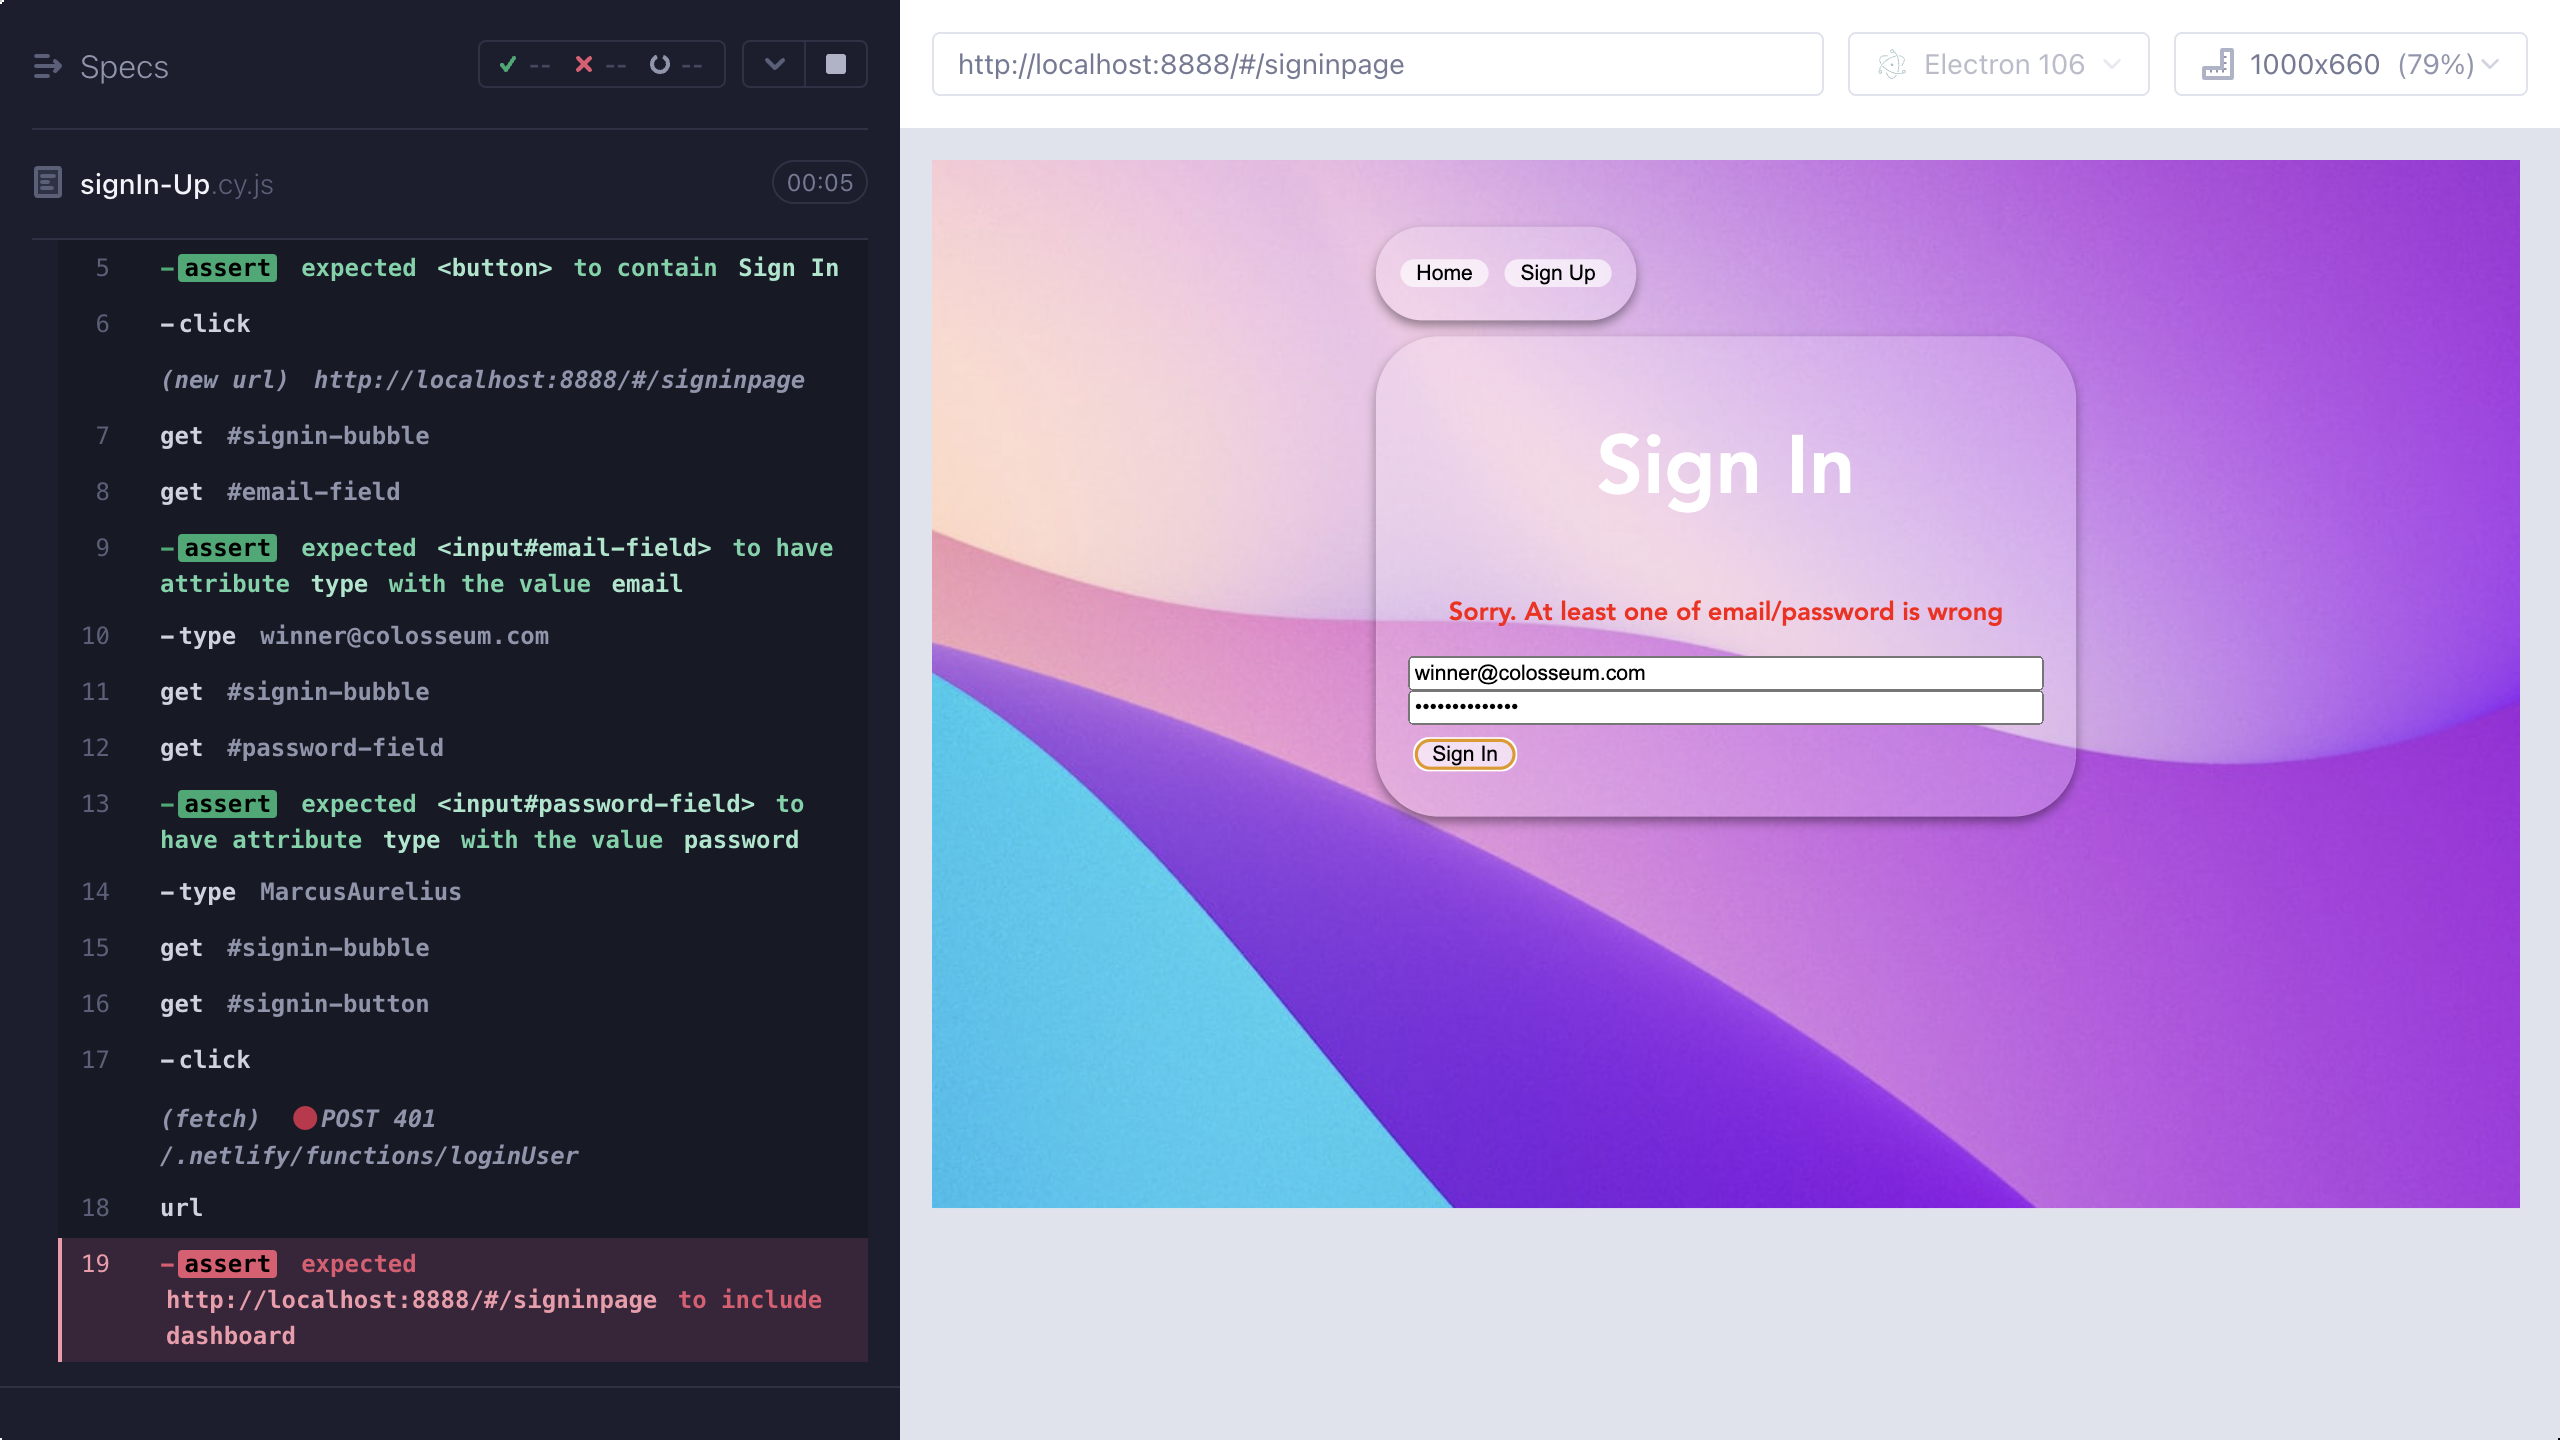 Specs
-- -- --
signIn-Up.cy.js
00:05
5 -assert expected <button> to contain Sign In
6 -click
(new url) http://localhost:8888/#/signinpage
7 get #signin-bubble
8 get #email-field
9 -assert expected <input#email-field> to have
attribute type with the value email
10 -type winner@colosseum.com
11 get #signin-bubble
12 get #password-field
13 -assert expected <input#password-field> to
have attribute type with the value password
14 -type MarcusAurelius
15 get #signin-bubble
16 get #signin-button
17 -click
(fetch) POST 401
/.netlify/functions/loginUser
18 url
19 -assert expected
http://localhost:8888/#/signinpage to include
dashboard
http://localhost:8888/#/signinpage
Electron 106
1000x660 (79%)
Home Sign Up
Sign In
Sorry. At least one of email/password is wrong
winner@colosseum.com
••••••••••••••
Sign In